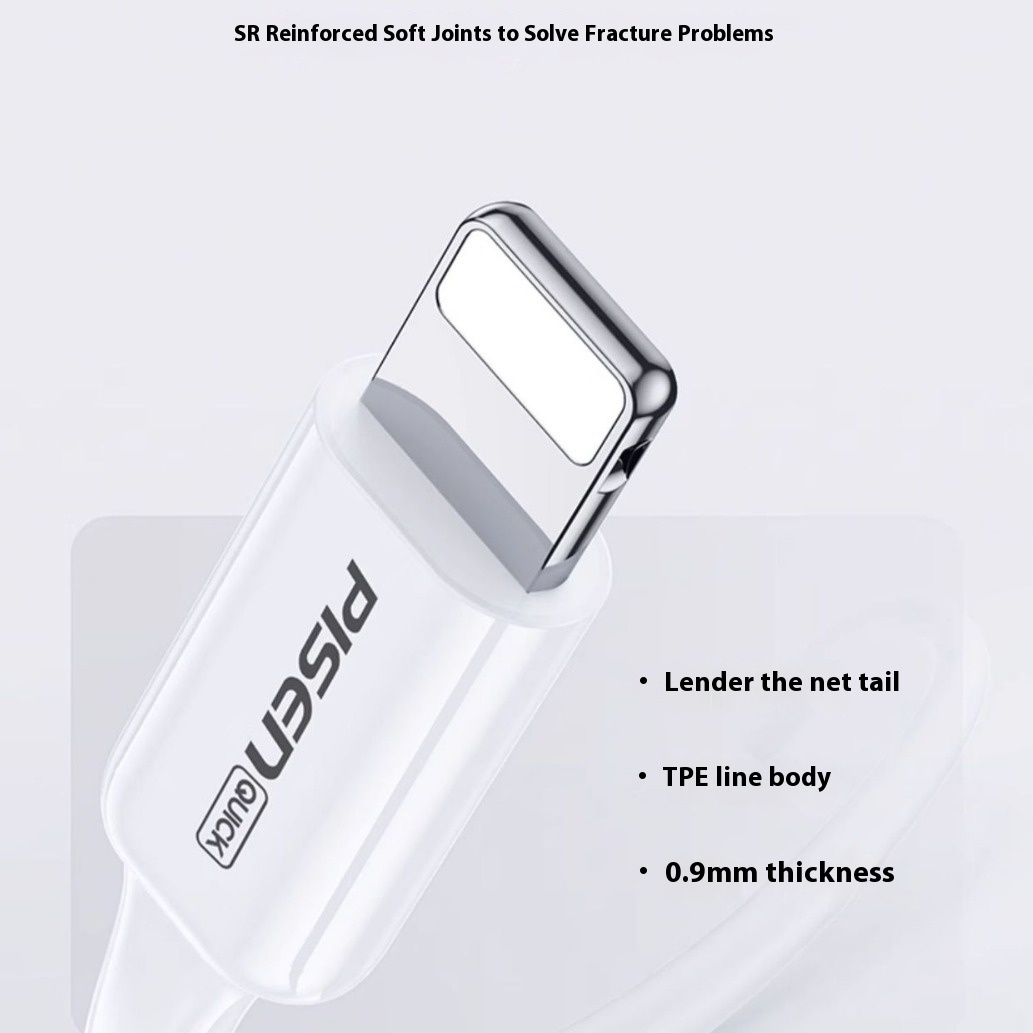 SR Reinforced Soft Joints to Solve Fracture Problems
PISEN
QUICK
• Lender the net tail
• TPE line body
• 0.9mm thickness